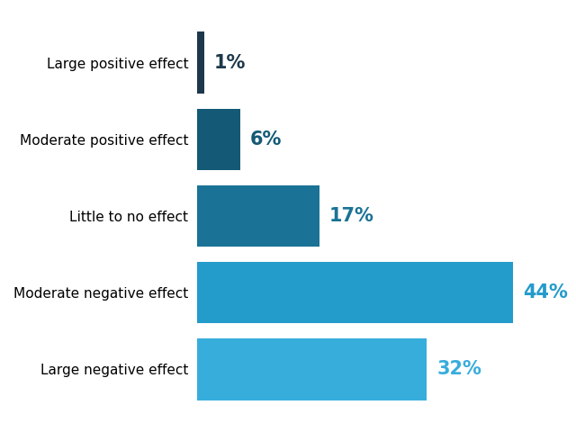 Large positive effect 1%
Moderate positive effect 6%
Little to no effect 17%
Moderate negative effect 44%
Large negative effect 32%